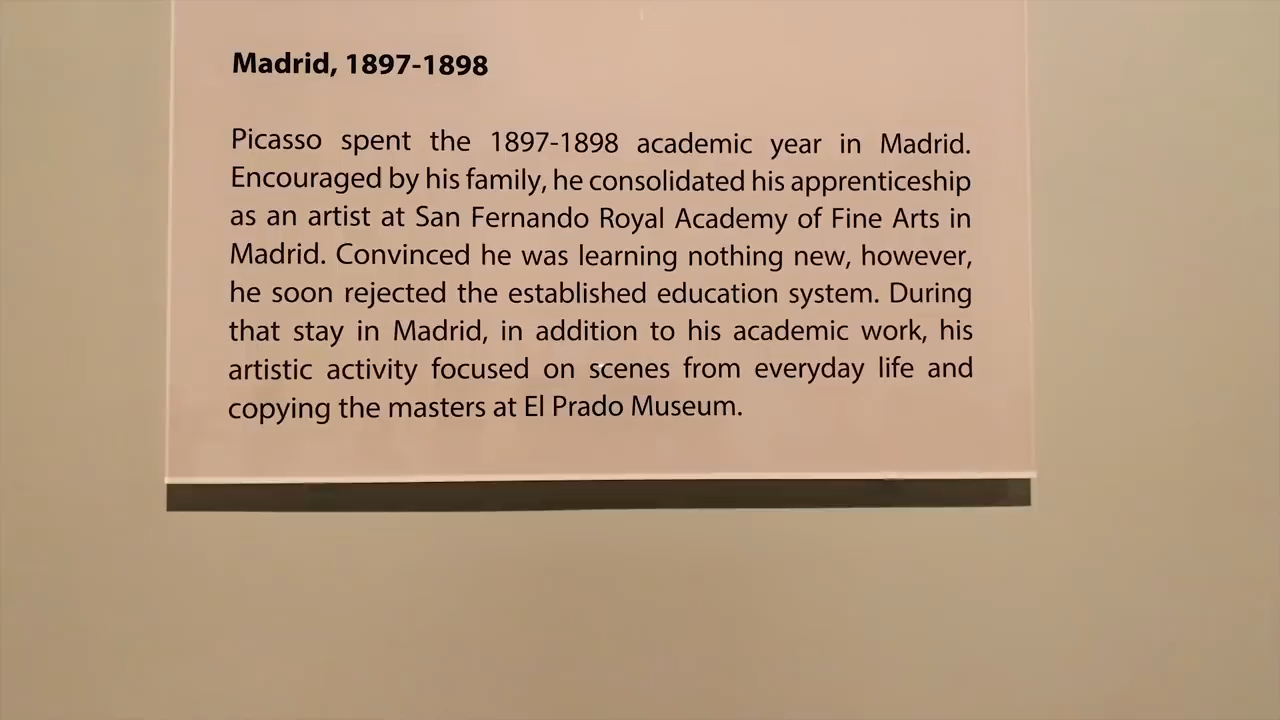 Madrid, 1897-1898
Picasso spent the 1897-1898 academic year in Madrid.
Encouraged by his family, he consolidated his apprenticeship
as an artist at San Fernando Royal Academy of Fine Arts in
Madrid. Convinced he was learning nothing new, however,
he soon rejected the established education system. During
that stay in Madrid, in addition to his academic work, his
artistic activity focused on scenes from everyday life and
copying the masters at El Prado Museum.